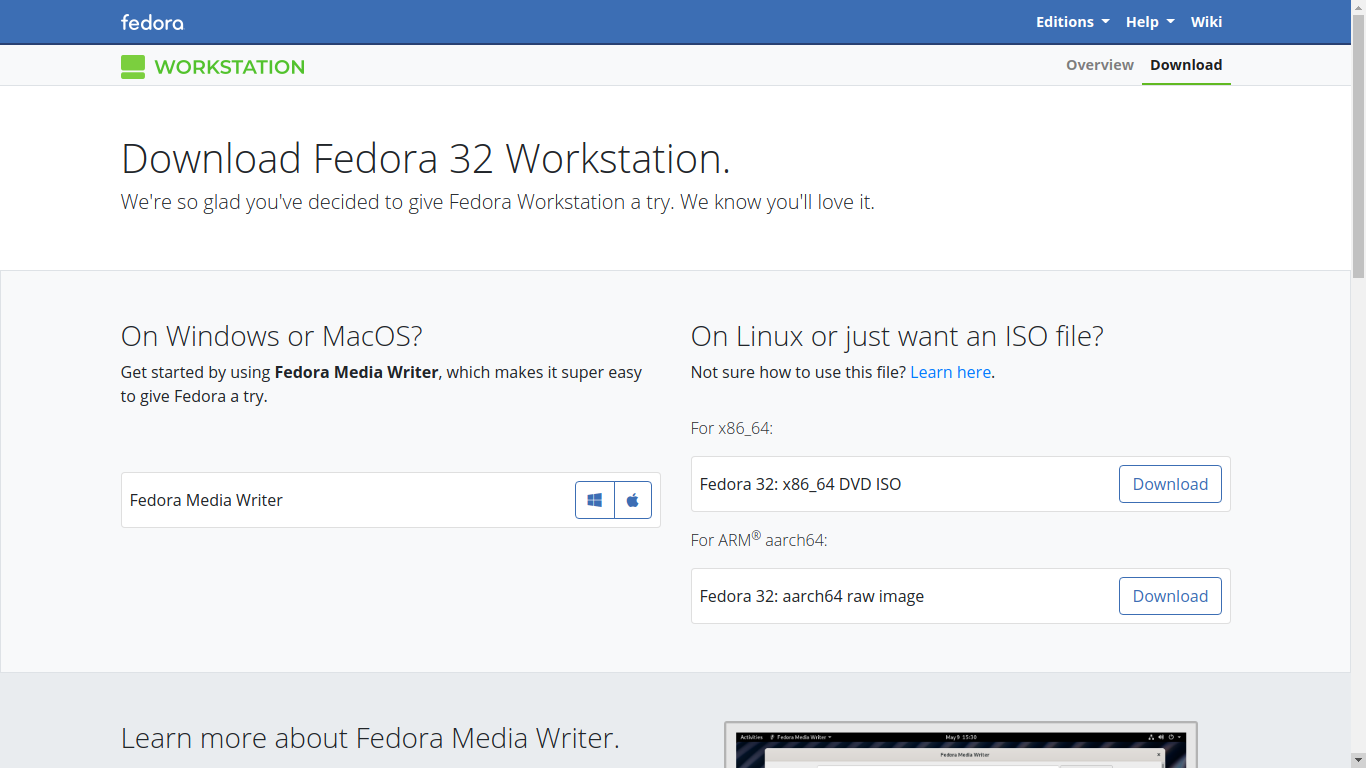 fedora
Editions
Help
Wiki
WORKSTATION
Overview
Download
Download Fedora 32 Workstation.
We're so glad you've decided to give Fedora Workstation a try. We know you'll love it.
On Windows or MacOS?
Get started by using Fedora Media Writer, which makes it super easy
to give Fedora a try.
Fedora Media Writer
On Linux or just want an ISO file?
Not sure how to use this file? Learn here.
For x86_64:
Fedora 32: x86_64 DVD ISO
Download
For ARM® aarch64:
Fedora 32: aarch64 raw image
Download
Learn more about Fedora Media Writer.
Activities
Fedora Media Writer
May 9 15:30
Fedora Media Writer